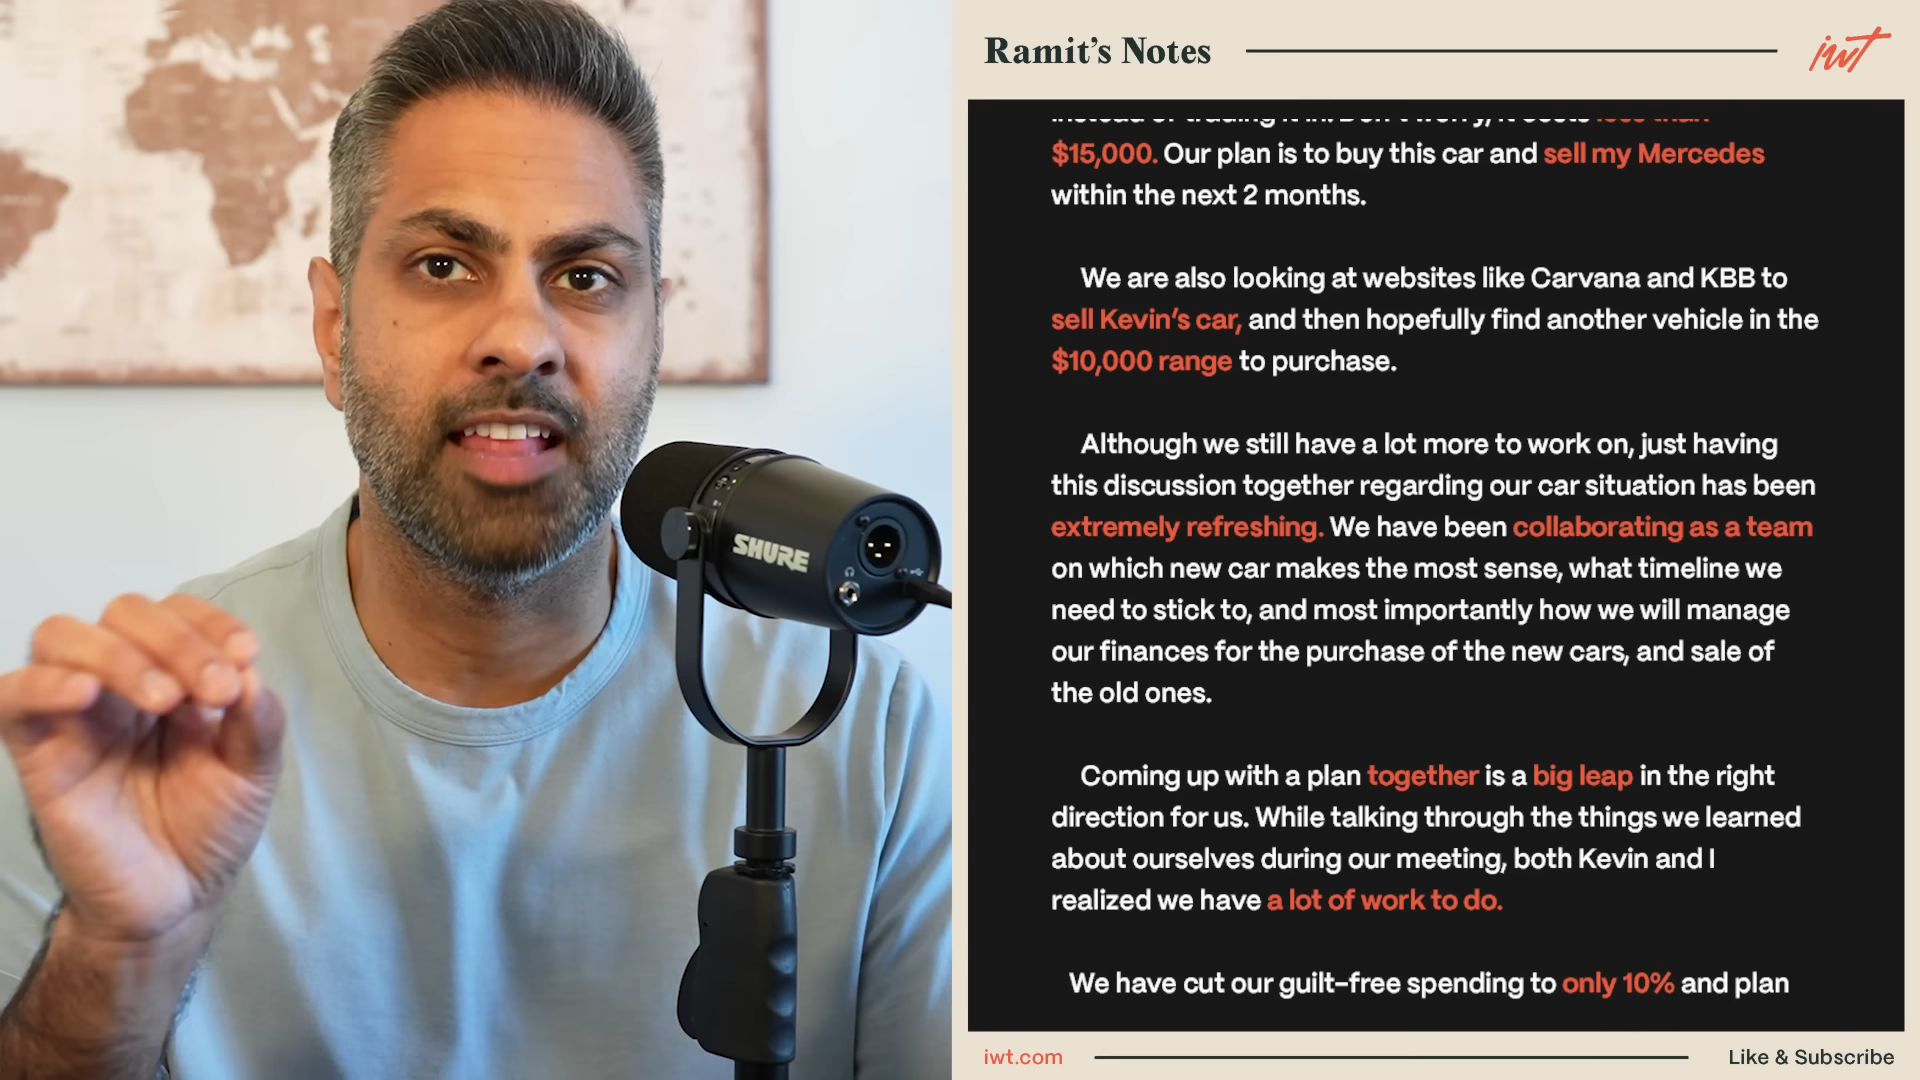 Ramit's Notes
iwt
$15,000. Our plan is to buy this car and sell my Mercedes
within the next 2 months.
We are also looking at websites like Carvana and KBB to
sell Kevin's car, and then hopefully find another vehicle in the
$10,000 range to purchase.
Although we still have a lot more to work on, just having
this discussion together regarding our car situation has been
extremely refreshing. We have been collaborating as a team
on which new car makes the most sense, what timeline we
need to stick to, and most importantly how we will manage
our finances for the purchase of the new cars, and sale of
the old ones.
Coming up with a plan together is a big leap in the right
direction for us. While talking through the things we learned
about ourselves during our meeting, both Kevin and I
realized we have a lot of work to do.
We have cut our guilt-free spending to only 10% and plan
SHURE
iwt.com
Like & Subscribe